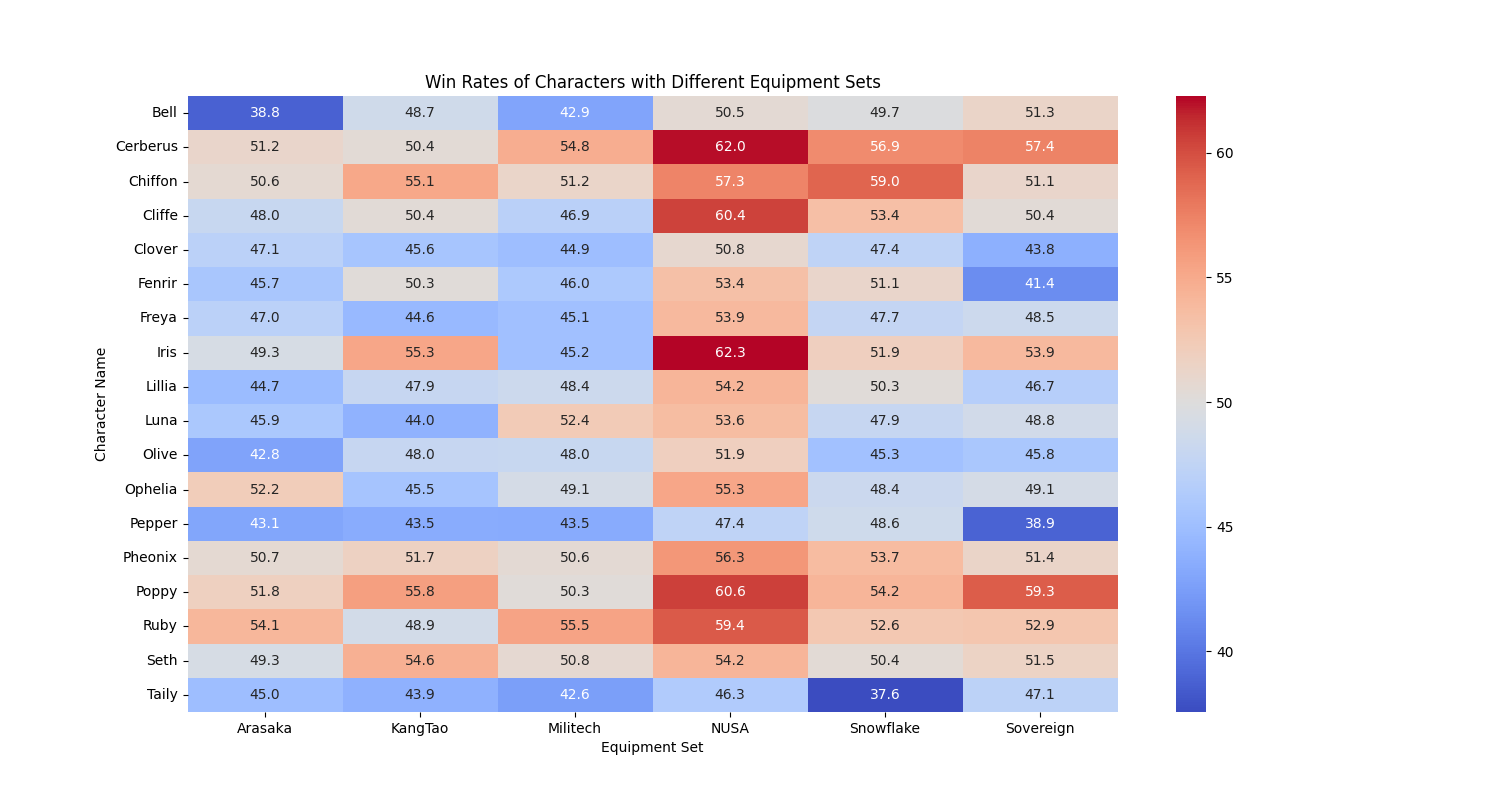 Win Rates of Characters with Different Equipment Sets
Bell 38.8 48.7 42.9 50.5 49.7 51.3
Cerberus 51.2 50.4 54.8 62.0 56.9 57.4
60
Chiffon 50.6 55.1 51.2 57.3 59.0 51.1
Cliffe 48.0 50.4 46.9 60.4 53.4 50.4
Clover 47.1 45.6 44.9 50.8 47.4 43.8
55
Fenrir 45.7 50.3 46.0 53.4 51.1 41.4
Freya 47.0 44.6 45.1 53.9 47.7 48.5
Iris 49.3 55.3 45.2 62.3 51.9 53.9
Lillia 44.7 47.9 48.4 54.2 50.3 46.7
50
Character Name
Luna 45.9 44.0 52.4 53.6 47.9 48.8
Olive 42.8 48.0 48.0 51.9 45.3 45.8
Ophelia 52.2 45.5 49.1 55.3 48.4 49.1
Pepper 43.1 43.5 43.5 47.4 48.6 38.9
45
Pheonix 50.7 51.7 50.6 56.3 53.7 51.4
Poppy 51.8 55.8 50.3 60.6 54.2 59.3
Ruby 54.1 48.9 55.5 59.4 52.6 52.9
Seth 49.3 54.6 50.8 54.2 50.4 51.5
40
Taily 45.0 43.9 42.6 46.3 37.6 47.1
Arasaka KangTao Militech NUSA Snowflake Sovereign
Equipment Set